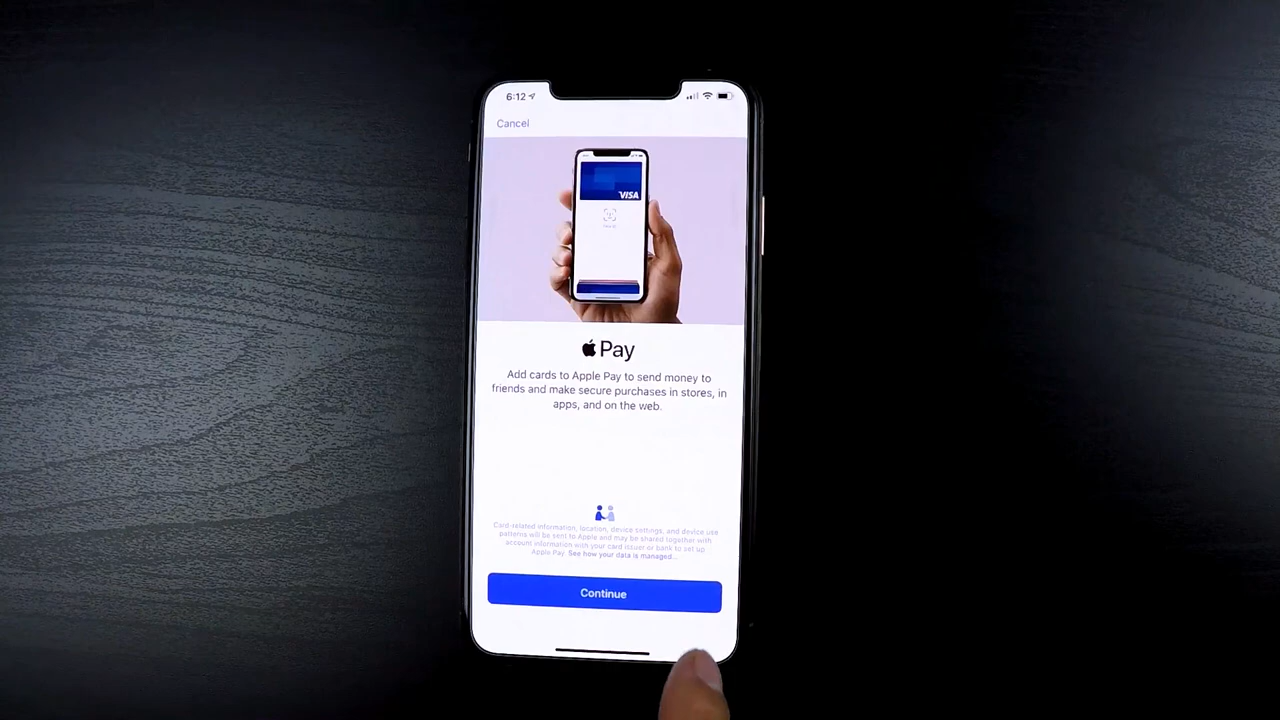 6:12
Cancel
VISA
Pay
Add cards to Apple Pay to send money to
friends and make secure purchases in stores, in
apps, and on the web.
Card-related information, location, device settings, and device use
patterns will be sent to Apple and may be shared together with
account information with your card issuer or bank to set up
Apple Pay. See how your data is managed...
Continue